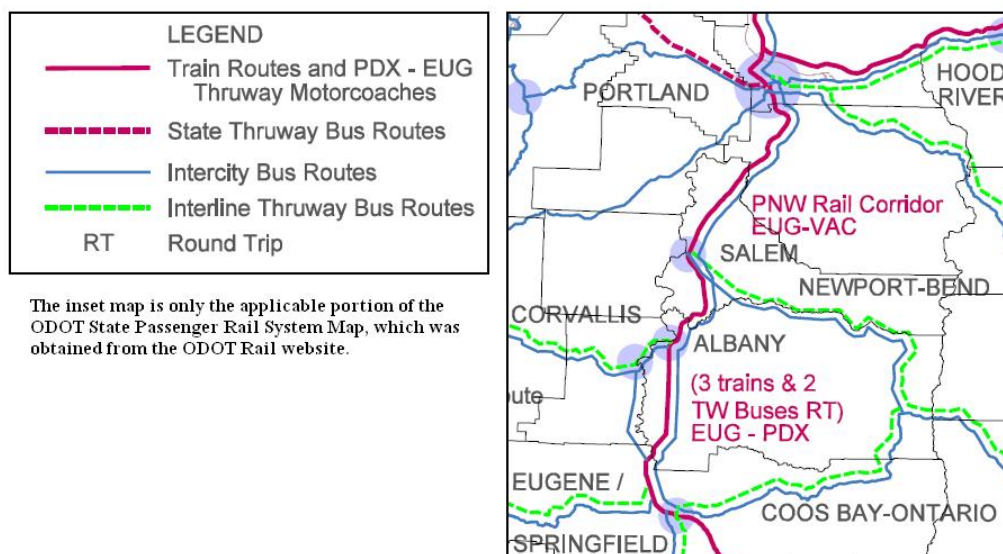 LEGEND
Train Routes and PDX - EUG
Thruway Motorcoaches
State Thruway Bus Routes
Intercity Bus Routes
Interline Thruway Bus Routes
RT Round Trip
The inset map is only the applicable portion of the
ODOT State Passenger Rail System Map, which was
obtained from the ODOT Rail website.
PORTLAND
HOOD
RIVER
PNW Rail Corridor
EUG-VAC
SALEM
NEWPORT-BEND
CORVALLIS
ALBANY
(3 trains & 2
TW Buses RT)
EUG - PDX
EUGENE /
COOS BAY-ONTARIO
SPRINGFIELD